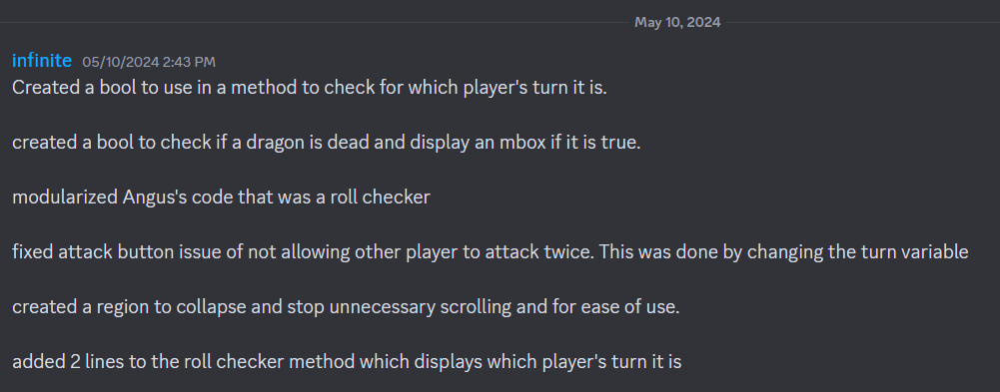 May 10, 2024
infinite 05/10/2024 2:43 PM
Created a bool to use in a method to check for which player's turn it is.
created a bool to check if a dragon is dead and display an mbox if it is true.
modularized Angus's code that was a roll checker
fixed attack button issue of not allowing other player to attack twice. This was done by changing the turn variable
created a region to collapse and stop unnecessary scrolling and for ease of use.
added 2 lines to the roll checker method which displays which player's turn it is